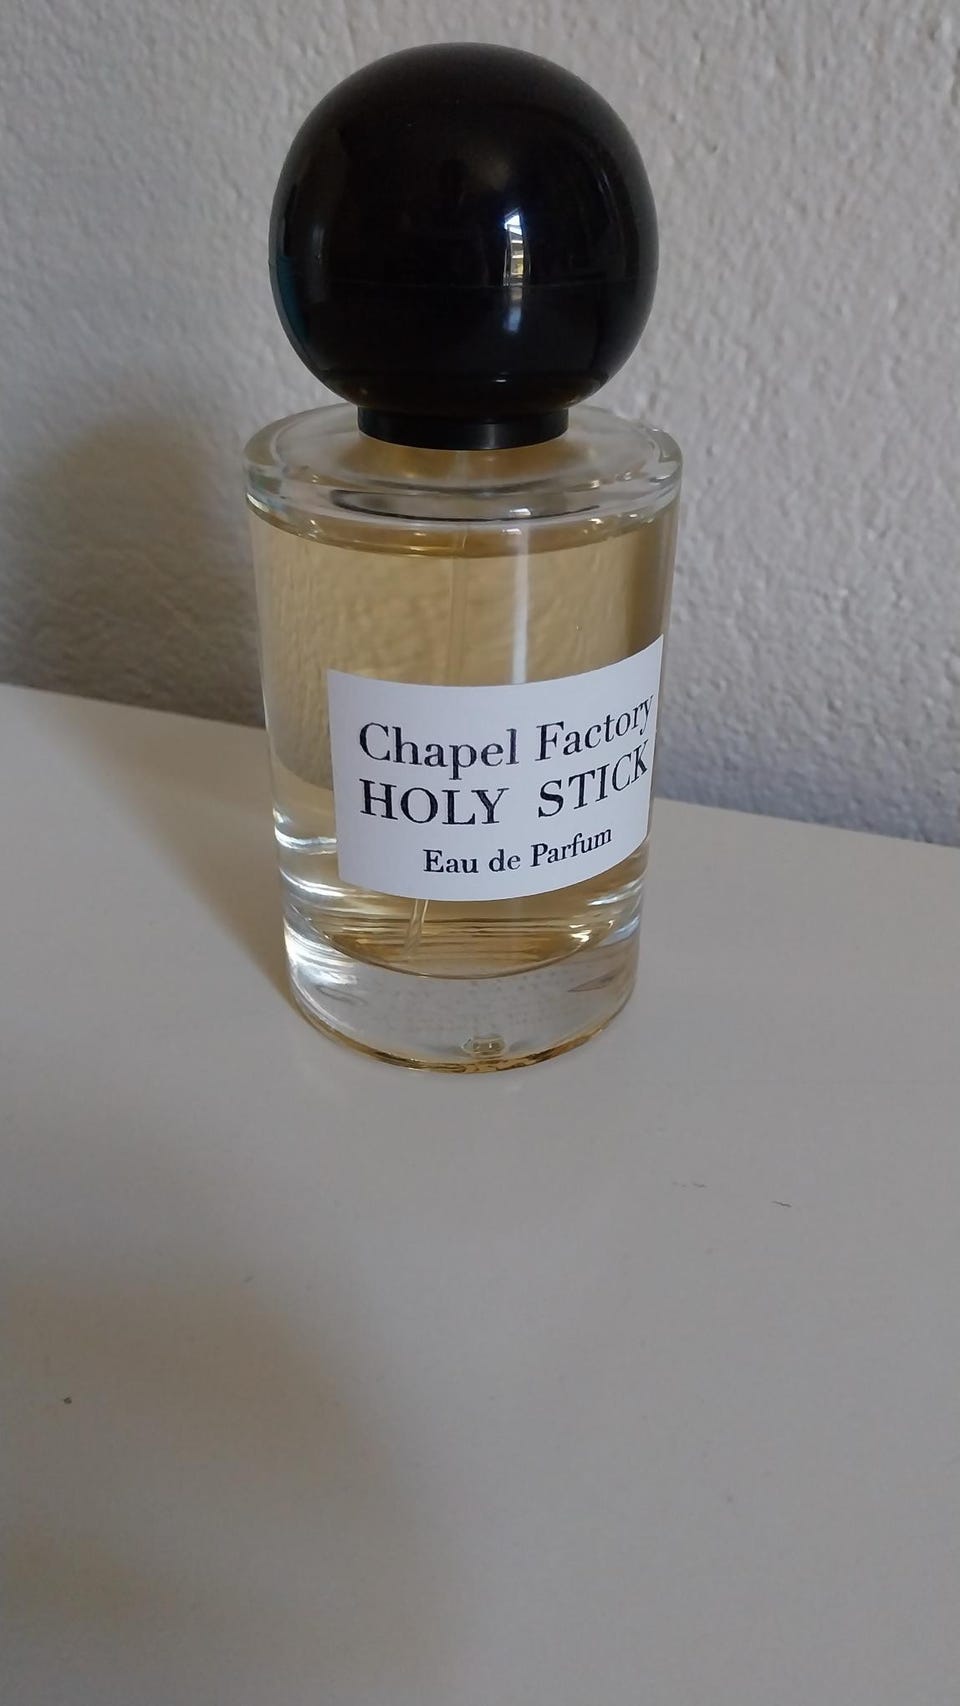 Chapel Factory
HOLY STICK
Eau de Parfum